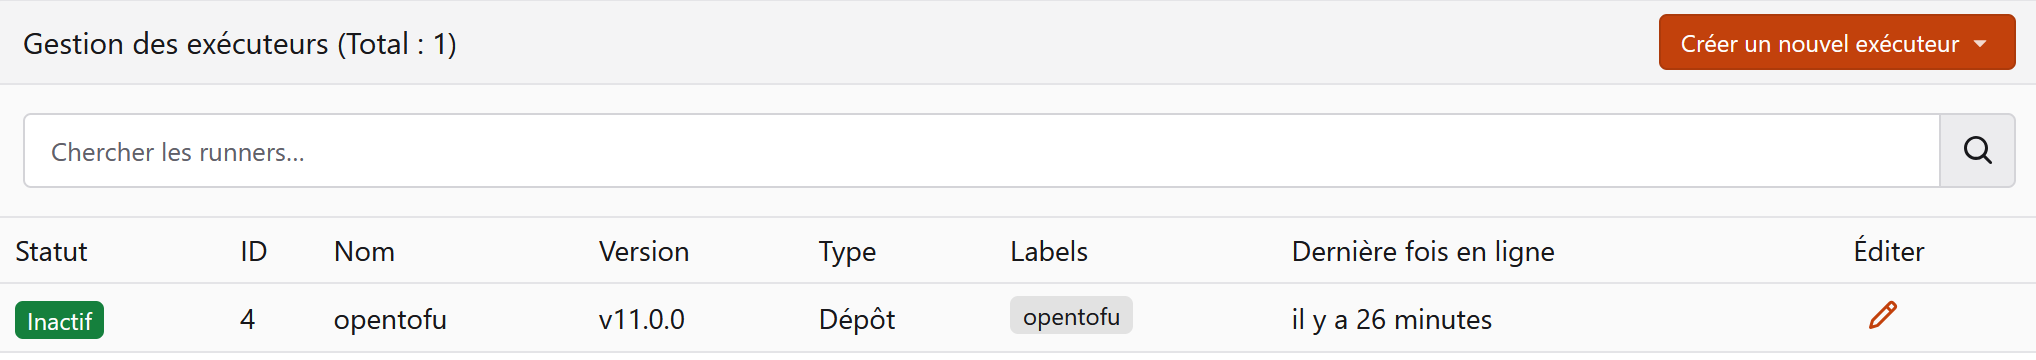 Gestion des exécuteurs (Total : 1)
Créer un nouvel exécuteur
Chercher les runners…
Statut ID Nom Version Type Labels Dernière fois en ligne Éditer
Inactif 4 opentofu v11.0.0 Dépôt opentofu il y a 26 minutes